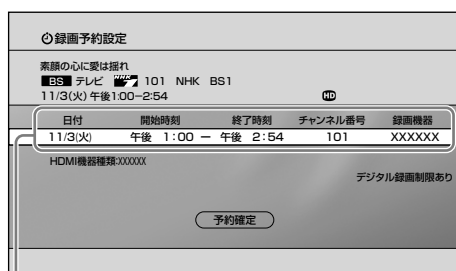 録画予約設定
素顔の心に愛は揺れ
BS テレビ 101 NHK BS1
11/3(火) 午後1:00−2:54 HD
日付 開始時刻 終了時刻 チャンネル番号 録画機器
11/3(火) 午後 1:00 − 午後 2:54 101 XXXXXX
HDMI機器種類:XXXXXX
デジタル録画制限あり
予約確定